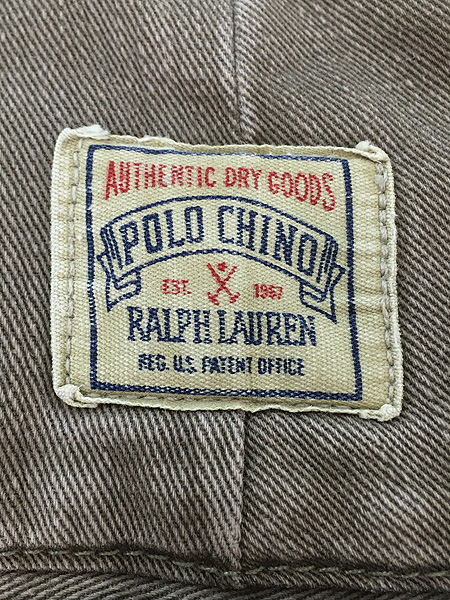 AUTHENTIC DRY GOODS
POLO CHINO
EST. 1967
RALPH LAUREN
REG. U.S. PATENT OFFICE